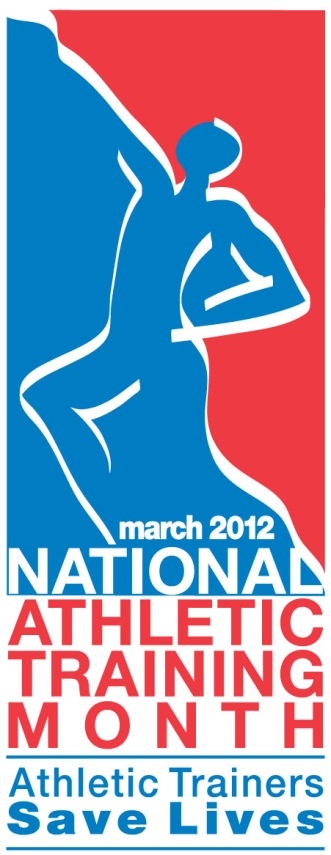 march 2012
NATIONAL
ATHLETIC
TRAINING
MONTH
Athletic Trainers
Save Lives